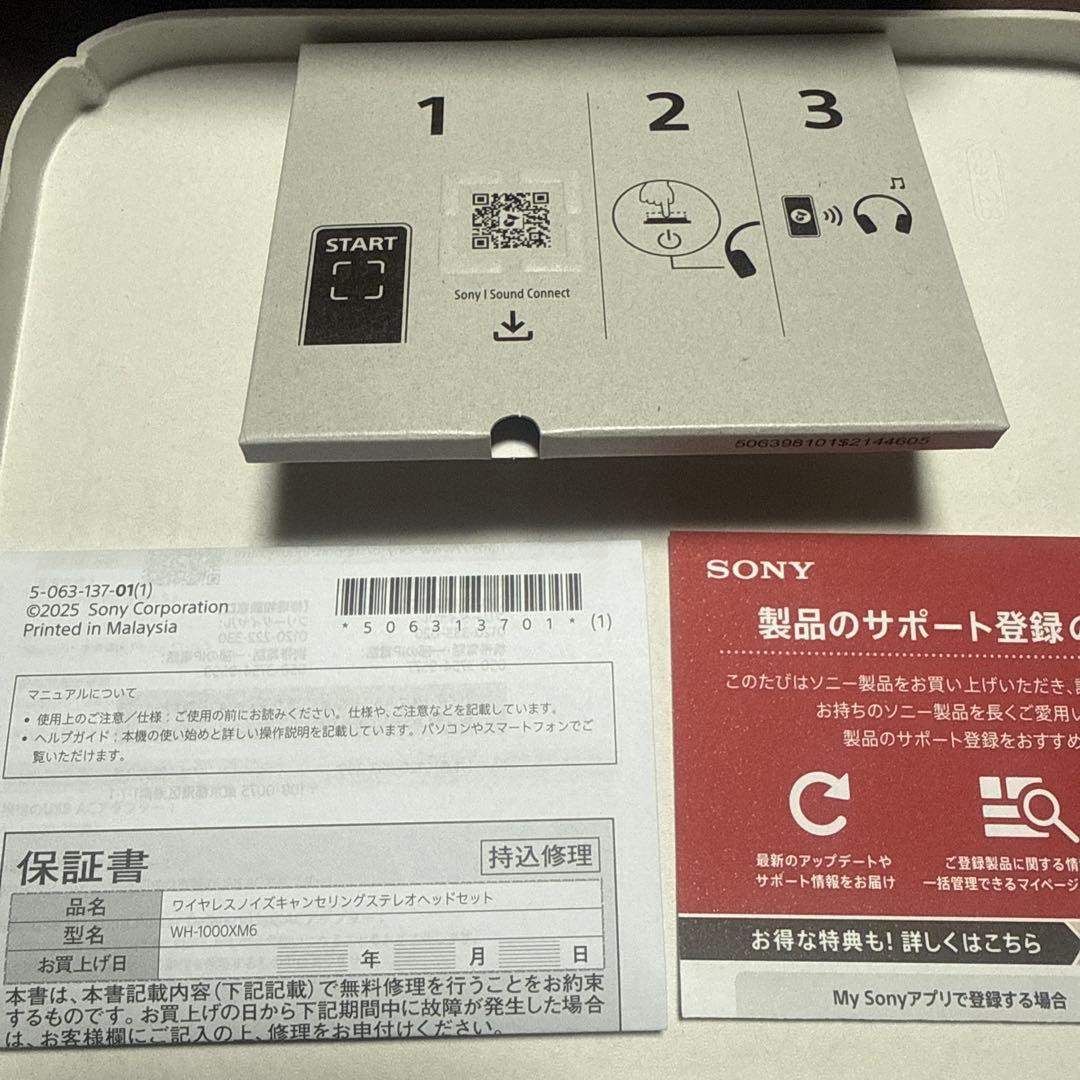 1
2
3
START
Sony | Sound Connect
506398101$2144605
5-063-137-01(1)
©2025 Sony Corporation
Printed in Malaysia
*506313701* (1)
マニュアルについて
• 使用上のご注意／仕様：ご使用の前にお読みください。仕様や、ご注意などを記載しています。
• ヘルプガイド：本機の使い始めと詳しい操作説明を記載しています。パソコンやスマートフォンでご
覧いただけます。
保証書
持込修理
品名
ワイヤレスノイズキャンセリングステレオヘッドセット
型名
WH-1000XM6
お買上げ日
年 月 日
本書は、本書記載内容（下記記載）で無料修理を行うことをお約束
するものです。お買上げの日から下記期間中に故障が発生した場合
は、お客様欄にご記入の上、修理をお申付けください。
SONY
製品のサポート登録の
このたびはソニー製品をお買い上げいただき、
お持ちのソニー製品を長くご愛用い
製品のサポート登録をおすすめ
最新のアップデートや
サポート情報をお届け
ご登録製品に関する情
一括管理できるマイページ
お得な特典も！詳しくはこちら
My Sonyアプリで登録する場合